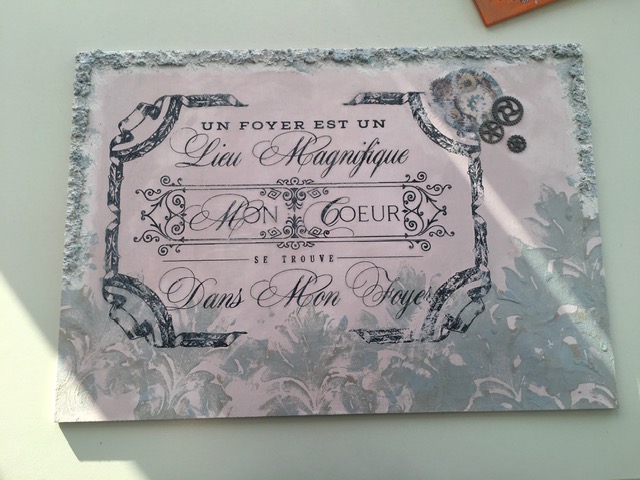 UN FOYER EST UN
Lieu Magnifique
MON COEUR
SE TROUVE
Dans Mon Foyer